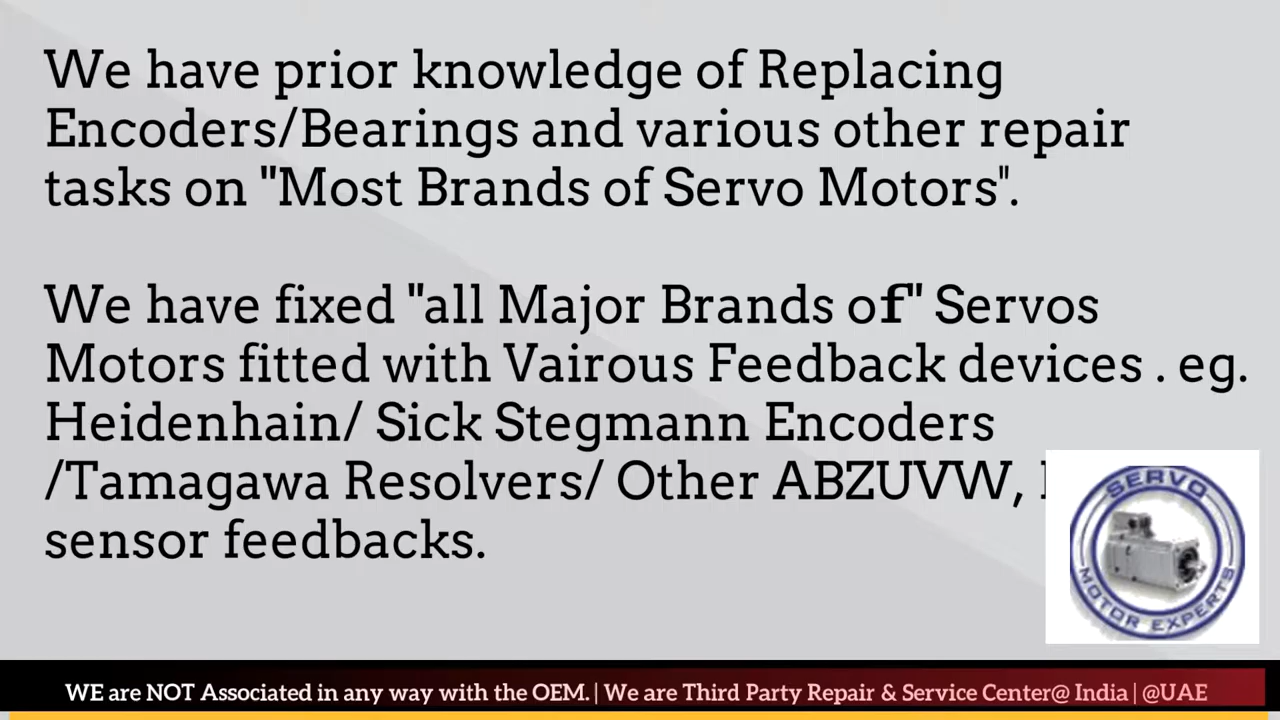 We have prior knowledge of Replacing
Encoders/Bearings and various other repair
tasks on "Most Brands of Servo Motors".
We have fixed "all Major Brands of" Servos
Motors fitted with Vairous Feedback devices . eg.
Heidenhain/ Sick Stegmann Encoders
/Tamagawa Resolvers/ Other ABZUVW,
sensor feedbacks.
SERVO
MOTOR EXPERTS
WE are NOT Associated in any way with the OEM. | We are Third Party Repair & Service Center@ India | @UAE